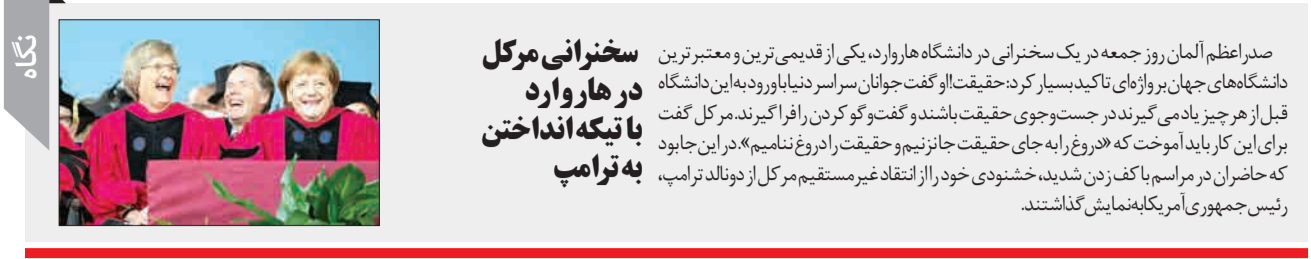 نگاه
سخنرانی مرکل
در هاروارد
با تیکه انداختن
به ترامپ
صدراعظم آلمان روز جمعه در یک سخنرانی در دانشگاه هاروارد، یکی از قدیمی‌ترین و معتبرترین
دانشگاه‌های جهان بر واژه‌ای تاکید بسیار کرد: حقیقت! او گفت جوانان سراسر دنیا با ورود به این دانشگاه
قبل از هر چیز یاد می‌گیرند در جست‌وجوی حقیقت باشند و گفت‌وگو کردن را فرا گیرند. مرکل گفت
برای این کار باید آموخت که «دروغ را به جای حقیقت جا نزنیم و حقیقت را دروغ ننامیم». در این جا بود
که حاضران در مراسم با کف زدن شدید، خشنودی خود را از انتقاد غیرمستقیم مرکل از دونالد ترامپ،
رئیس جمهوری آمریکا به نمایش گذاشتند.